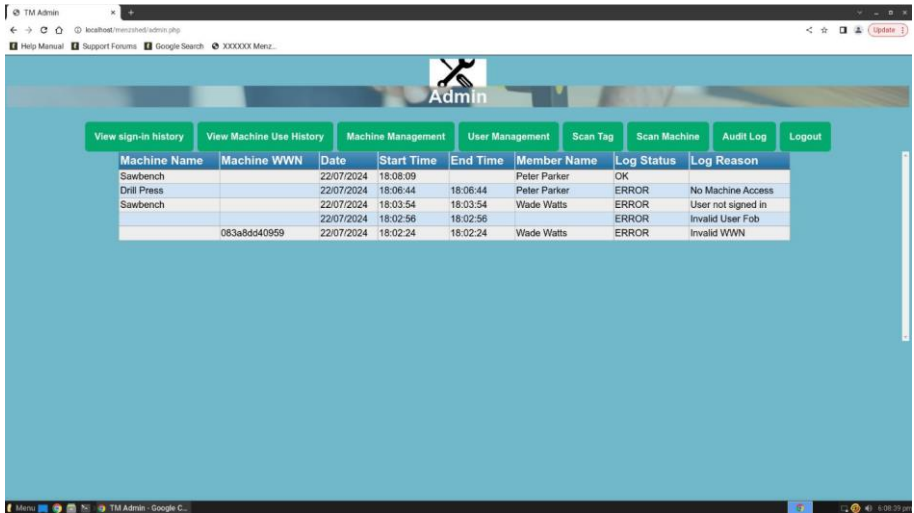 TM Admin
localhost/menzshed/admin.php
Update
Help Manual Support Forums Google Search XXXXXX Menz...
Admin
View sign-in history View Machine Use History Machine Management User Management Scan Tag Scan Machine Audit Log Logout
Machine Name Machine WWN Date Start Time End Time Member Name Log Status Log Reason
Sawbench 22/07/2024 18:08:09 Peter Parker OK
Drill Press 22/07/2024 18:06:44 18:06:44 Peter Parker ERROR No Machine Access
Sawbench 22/07/2024 18:03:54 18:03:54 Wade Watts ERROR User not signed in
22/07/2024 18:02:56 18:02:56 ERROR Invalid User Fob
083a8dd40959 22/07/2024 18:02:24 18:02:24 Wade Watts ERROR Invalid WWN
Menu TM Admin - Google C... 6:08:39 pm